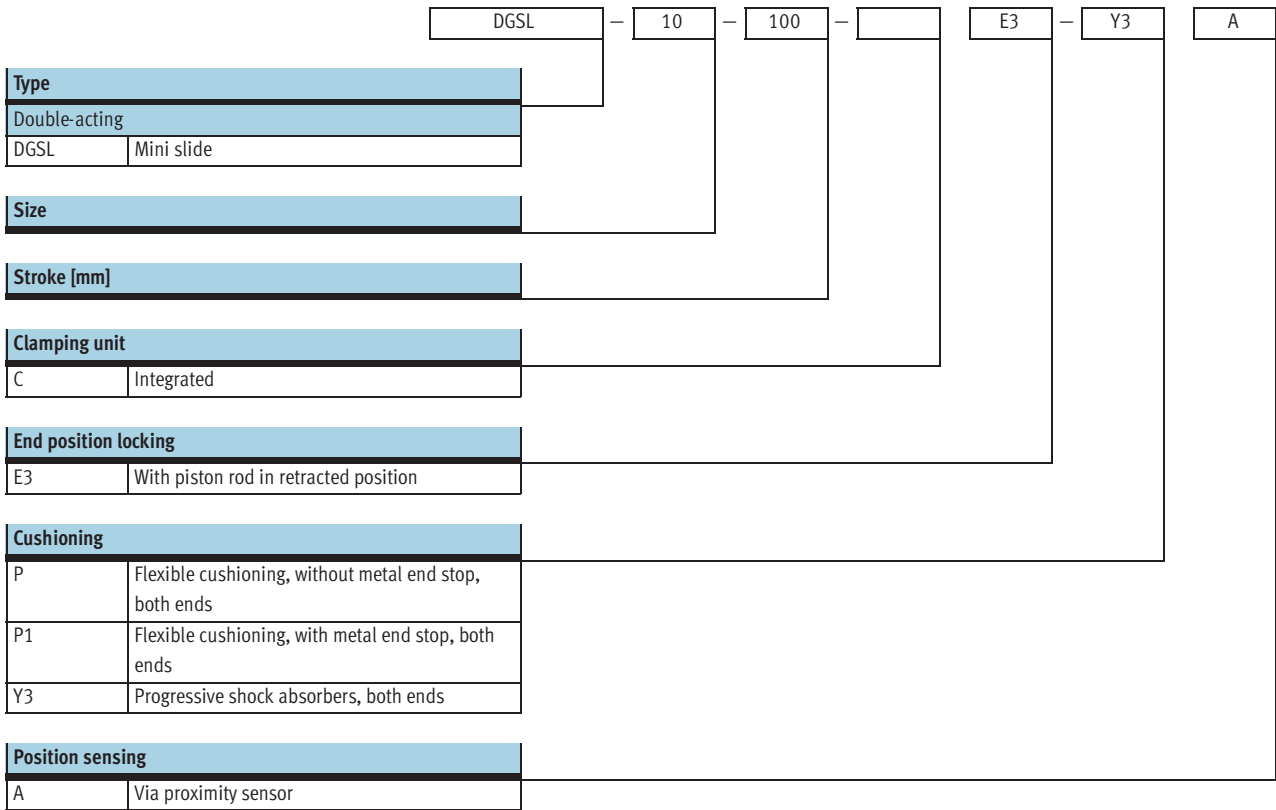 DGSL – 10 – 100 – E3 – Y3 A
Type
Double-acting
DGSL Mini slide
Size
Stroke [mm]
Clamping unit
C Integrated
End position locking
E3 With piston rod in retracted position
Cushioning
P Flexible cushioning, without metal end stop,
both ends
P1 Flexible cushioning, with metal end stop, both
ends
Y3 Progressive shock absorbers, both ends
Position sensing
A Via proximity sensor